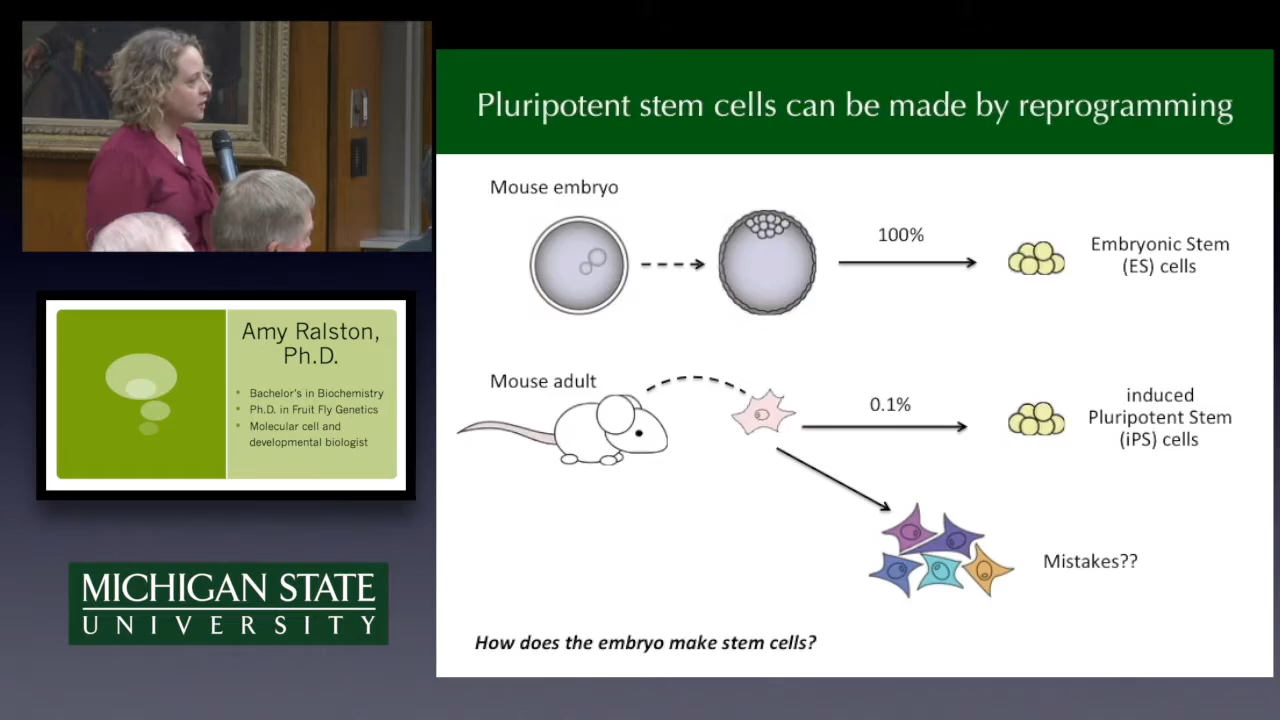 Pluripotent stem cells can be made by reprogramming
Mouse embryo
100%
Embryonic Stem
(ES) cells
Mouse adult
0.1%
induced
Pluripotent Stem
(iPS) cells
Mistakes??
How does the embryo make stem cells?
Amy Ralston,
Ph.D.
• Bachelor's in Biochemistry
• Ph.D. in Fruit Fly Genetics
• Molecular cell and
developmental biologist
MICHIGAN STATE
UNIVERSITY